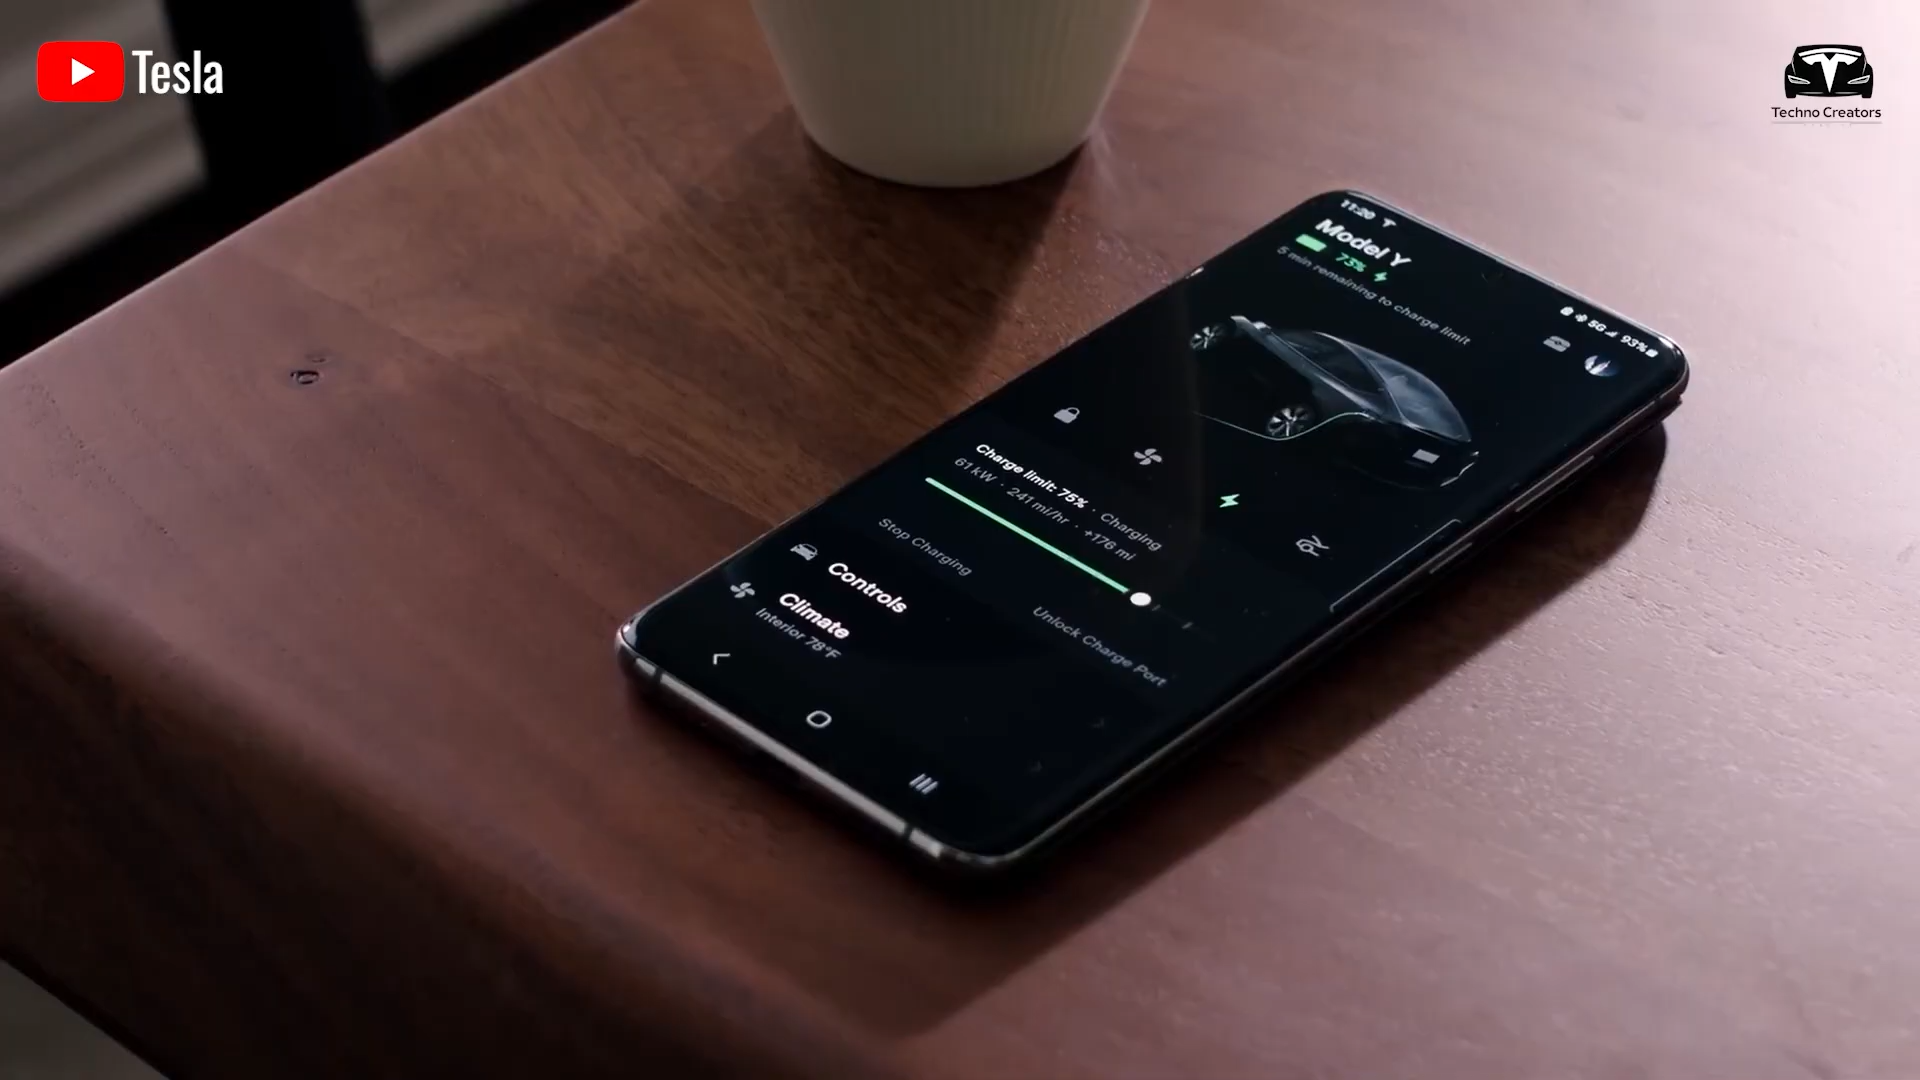 Tesla
Techno Creators
11:20
5G 93%
Model Y
73%
5 min remaining to charge limit
Charge limit: 75% · Charging
61 kW · 241 mi/hr · +176 mi
Stop Charging
Unlock Charge Port
Controls
Climate
Interior 78°F